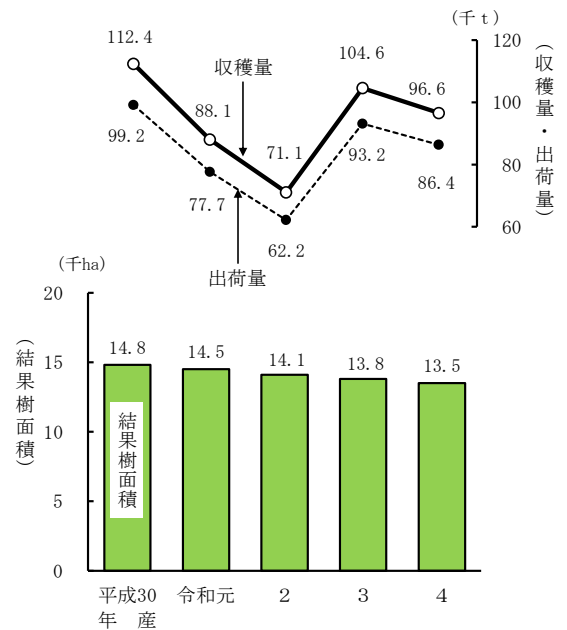 (千ｔ)
112.4
収穫量
88.1
71.1
104.6
96.6
99.2
77.7
62.2
93.2
86.4
出荷量
120
100
80
60
(収穫量・出荷量)
(千ha)
20
15
10
5
0
(結果樹面積)
14.8
14.5
14.1
13.8
13.5
結果樹面積
平成30
年　産
令和元
２
３
４